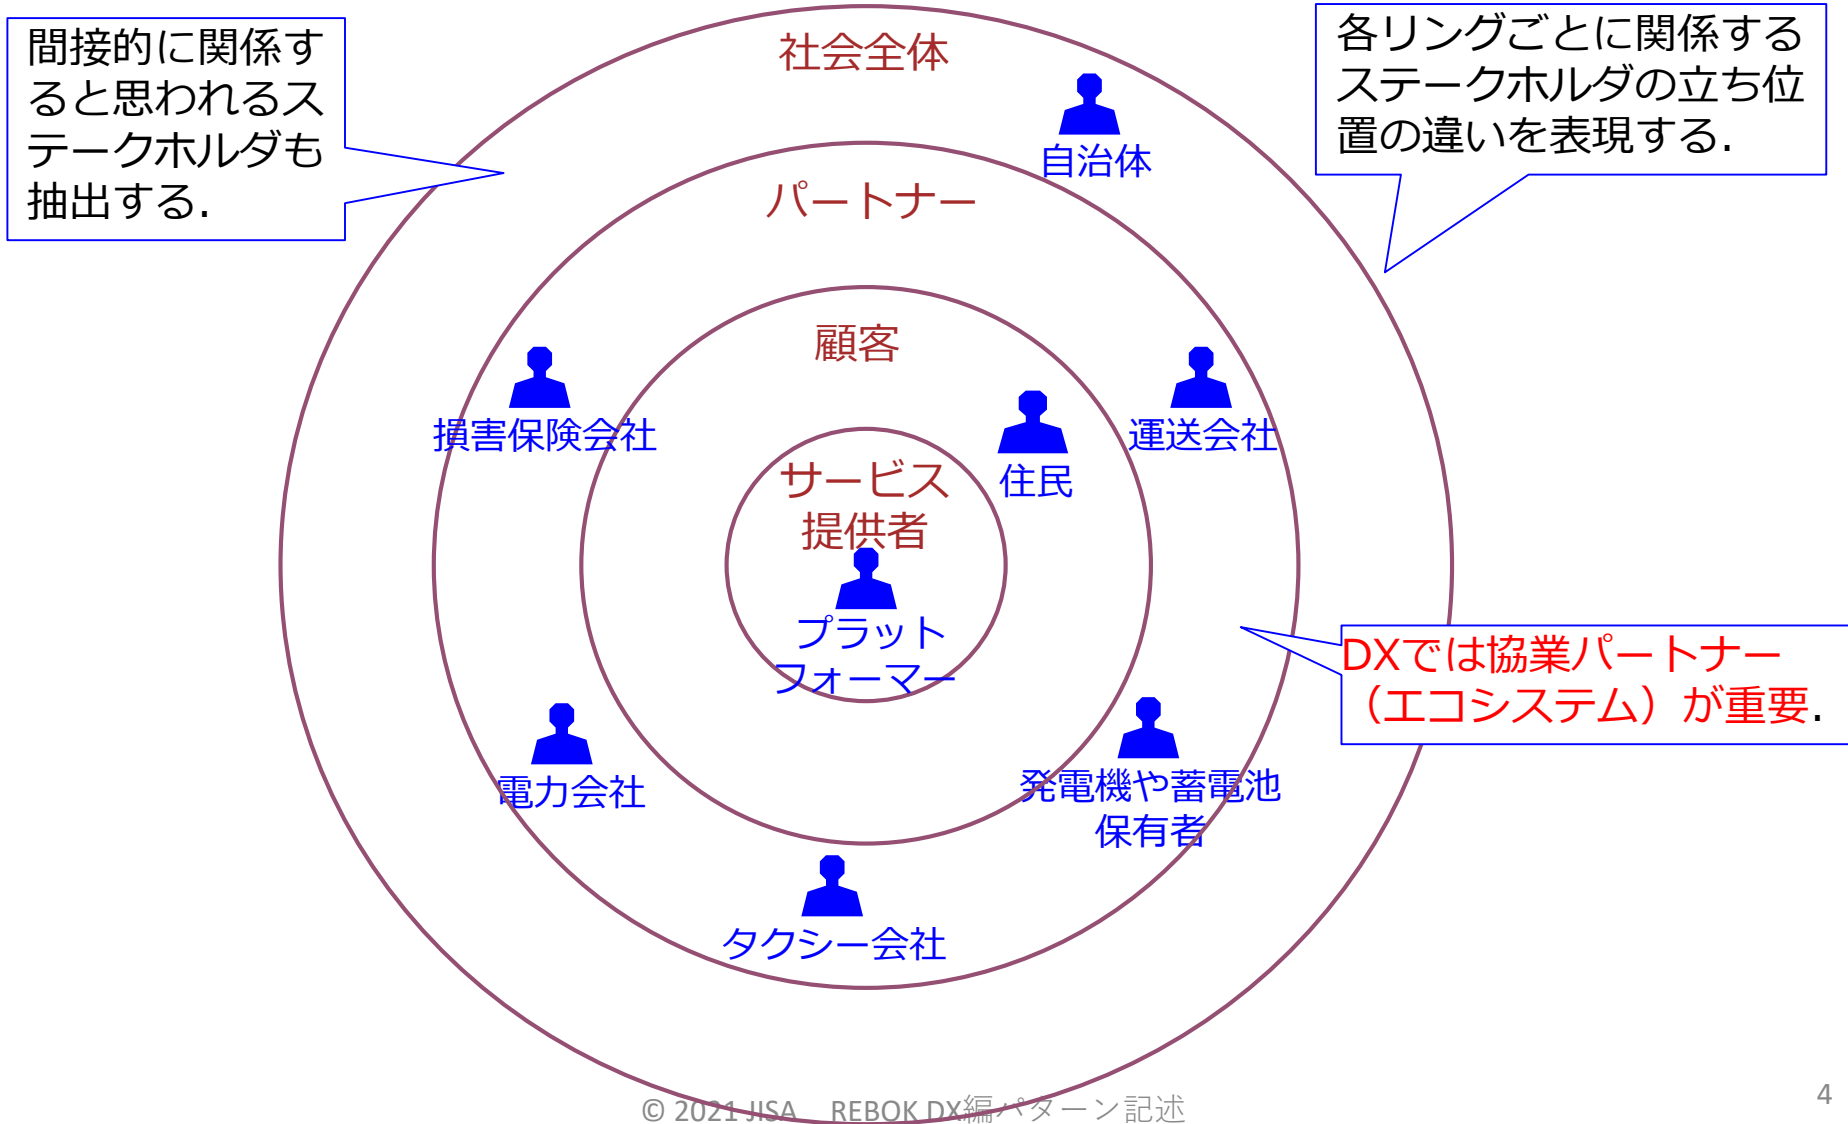 間接的に関係す
ると思われるス
テークホルダも
抽出する.
各リングごとに関係する
ステークホルダの立ち位
置の違いを表現する.
社会全体
自治体
パートナー
顧客
損害保険会社
運送会社
住民
サービス
提供者
プラット
フォーマー
DXでは協業パートナー
（エコシステム）が重要.
電力会社
発電機や蓄電池
保有者
タクシー会社
© 2021 JISA　REBOK DX編パターン記述
4